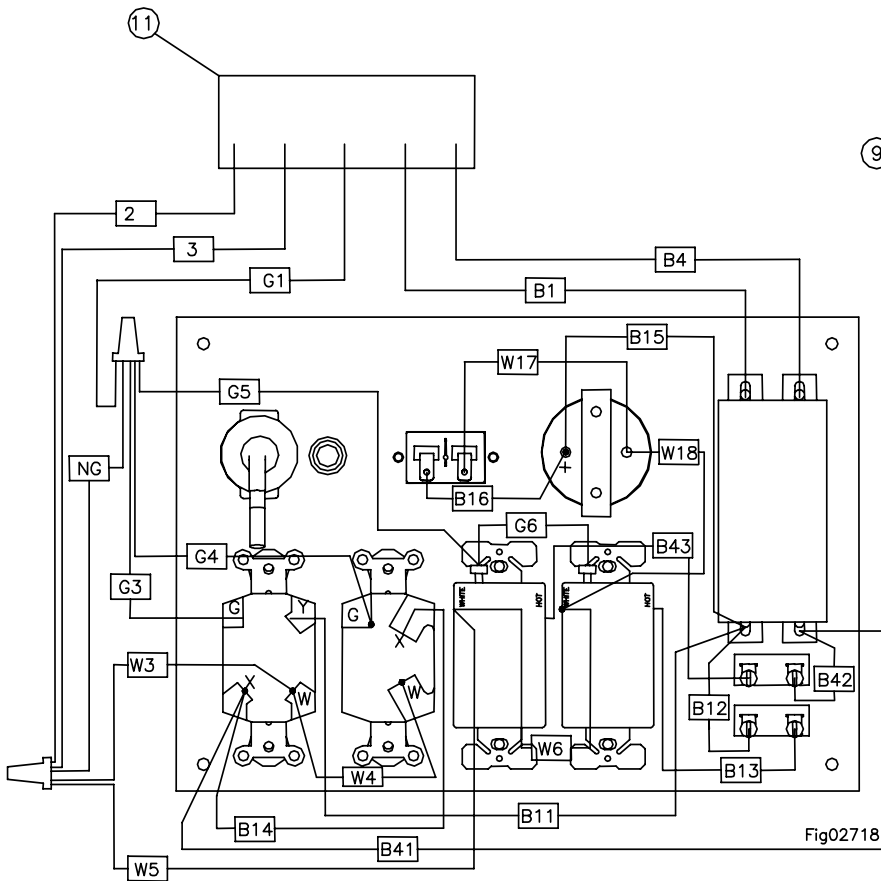 11
9
2
3
G1
B4
B1
B15
W17
G5
W18
NG
+
B16
G6
B43
G4
G3
G
Y
G
WHITE
HOT
WHITE
HOT
X
W3
X
W
W
B42
B12
W6
W4
B13
B11
B14
Fig02718
B41
W5